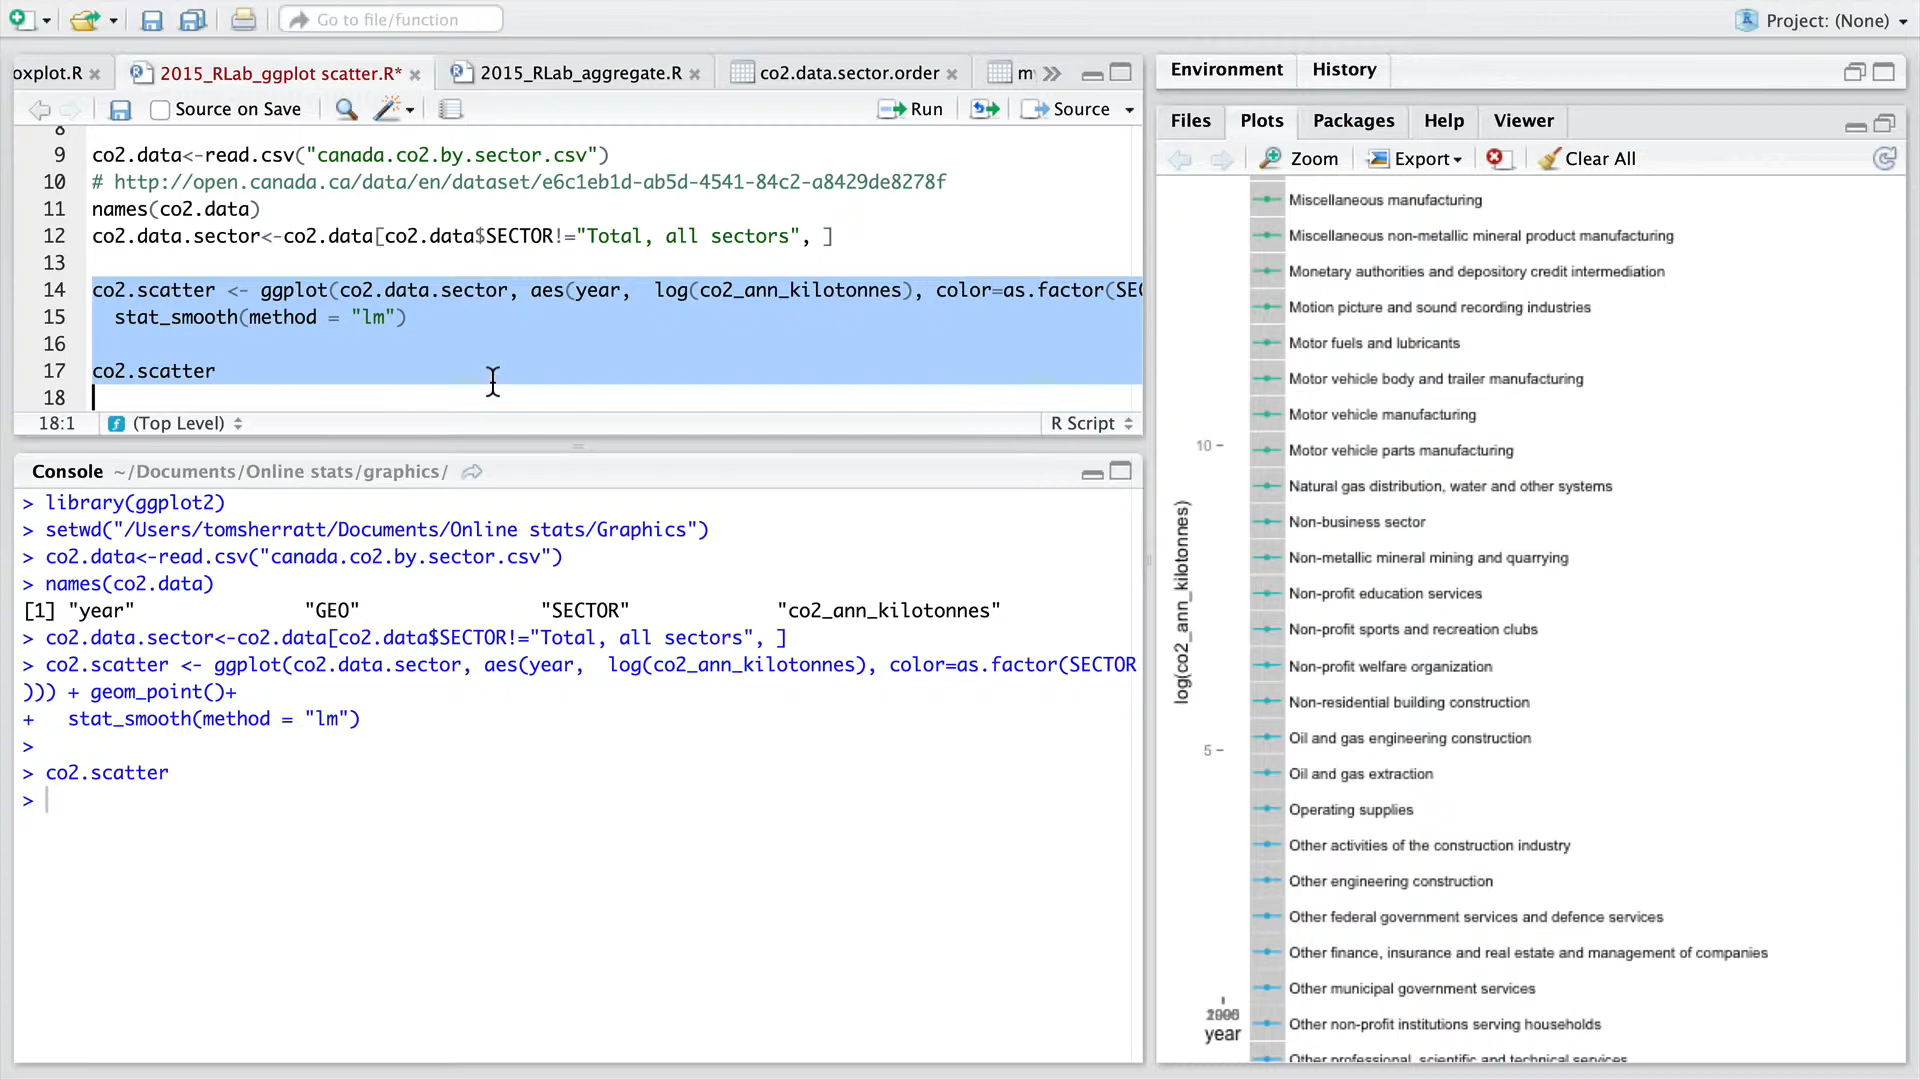 Go to file/function
Project: (None)
oxplot.R
2015_RLab_ggplot scatter.R*
2015_RLab_aggregate.R
co2.data.sector.order
Source on Save
Run
Source
8
9 co2.data<-read.csv("canada.co2.by.sector.csv")
10 # http://open.canada.ca/data/en/dataset/e6c1eb1d-ab5d-4541-84c2-a8429de8278f
11 names(co2.data)
12 co2.data.sector<-co2.data[co2.data$SECTOR!="Total, all sectors", ]
13
14 co2.scatter <- ggplot(co2.data.sector, aes(year,  log(co2_ann_kilotonnes), color=as.factor(SEC
15   stat_smooth(method = "lm")
16
17 co2.scatter
18
18:1 (Top Level) R Script
Console ~/Documents/Online stats/graphics/
> library(ggplot2)
> setwd("/Users/tomsherratt/Documents/Online stats/Graphics")
> co2.data<-read.csv("canada.co2.by.sector.csv")
> names(co2.data)
[1] "year" "GEO" "SECTOR" "co2_ann_kilotonnes"
> co2.data.sector<-co2.data[co2.data$SECTOR!="Total, all sectors", ]
> co2.scatter <- ggplot(co2.data.sector, aes(year,  log(co2_ann_kilotonnes), color=as.factor(SECTOR
))) + geom_point()+
+   stat_smooth(method = "lm")
>
> co2.scatter
>
Environment
History
Files
Plots
Packages
Help
Viewer
Zoom
Export
Clear All
Miscellaneous manufacturing
Miscellaneous non-metallic mineral product manufacturing
Monetary authorities and depository credit intermediation
Motion picture and sound recording industries
Motor fuels and lubricants
Motor vehicle body and trailer manufacturing
Motor vehicle manufacturing
Motor vehicle parts manufacturing
Natural gas distribution, water and other systems
Non-business sector
Non-metallic mineral mining and quarrying
Non-profit education services
Non-profit sports and recreation clubs
Non-profit welfare organization
Non-residential building construction
Oil and gas engineering construction
Oil and gas extraction
Operating supplies
Other activities of the construction industry
Other engineering construction
Other federal government services and defence services
Other finance, insurance and real estate and management of companies
Other municipal government services
Other non-profit institutions serving households
Other professional, scientific and technical services
10
5
log(co2_ann_kilotonnes)
year